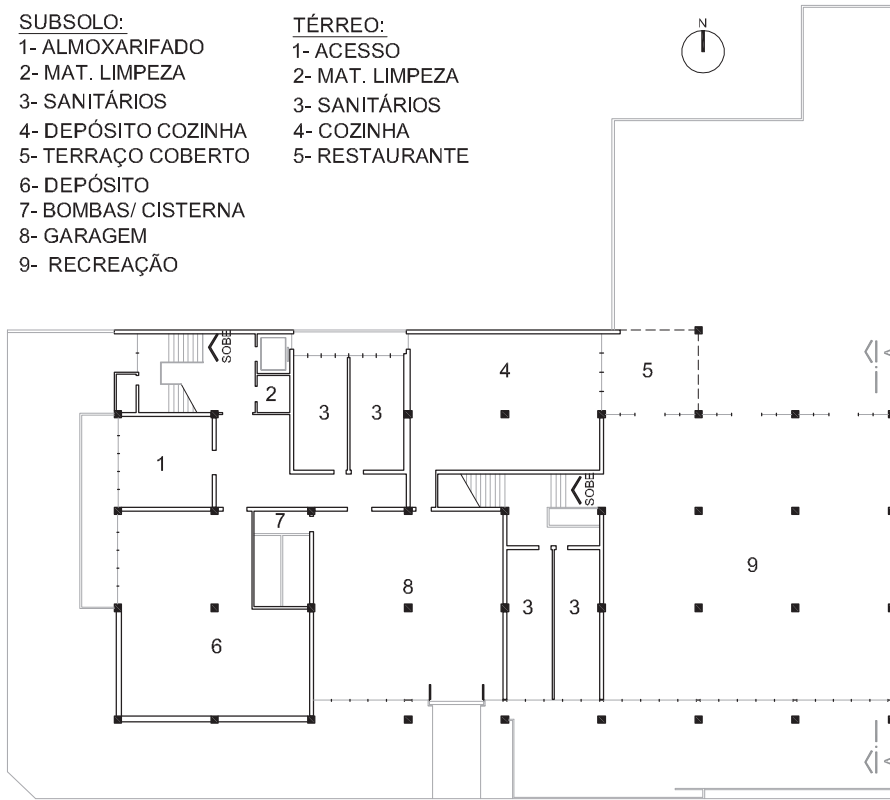 SUBSOLO:
1- ALMOXARIFADO
2- MAT. LIMPEZA
3- SANITÁRIOS
4- DEPÓSITO COZINHA
5- TERRAÇO COBERTO
6- DEPÓSITO
7- BOMBAS/ CISTERNA
8- GARAGEM
9- RECREAÇÃO
TÉRREO:
1- ACESSO
2- MAT. LIMPEZA
3- SANITÁRIOS
4- COZINHA
5- RESTAURANTE
N
SOBE
4
5
2
3
3
1
SOBE
7
9
8
3
3
6